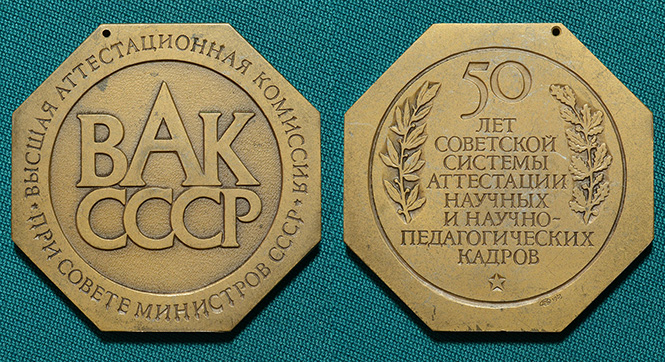 ВЫСШАЯ АТТЕСТАЦИОННАЯ КОМИССИЯ
ПРИ СОВЕТЕ МИНИСТРОВ СССР
ВАК
СССР
50
ЛЕТ
СОВЕТСКОЙ
СИСТЕМЫ
АТТЕСТАЦИИ
НАУЧНЫХ
И НАУЧНО-
ПЕДАГОГИЧЕСКИХ
КАДРОВ